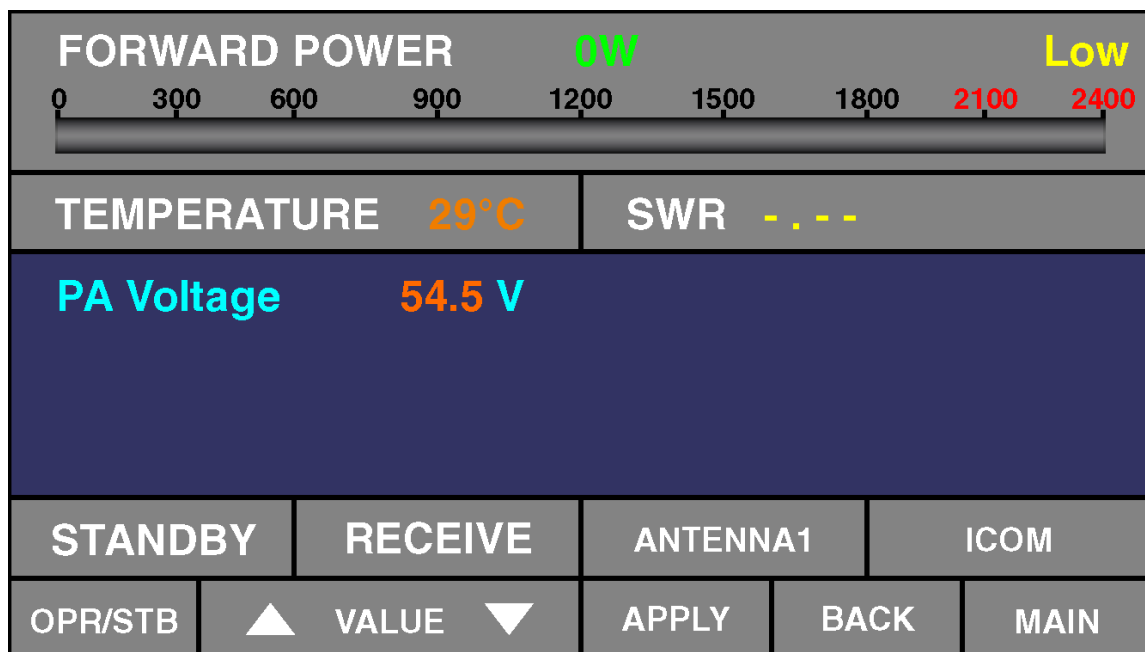 FORWARD POWER 0W Low
0 300 600 900 1200 1500 1800 2100 2400
TEMPERATURE 29°C SWR -.--
PA Voltage 54.5 V
STANDBY RECEIVE ANTENNA1 ICOM
OPR/STB VALUE APPLY BACK MAIN